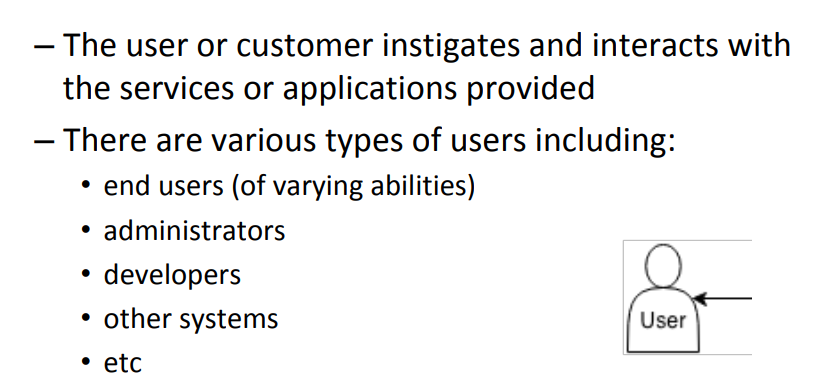 – The user or customer instigates and interacts with
the services or applications provided
– There are various types of users including:
• end users (of varying abilities)
• administrators
• developers
• other systems
• etc
User